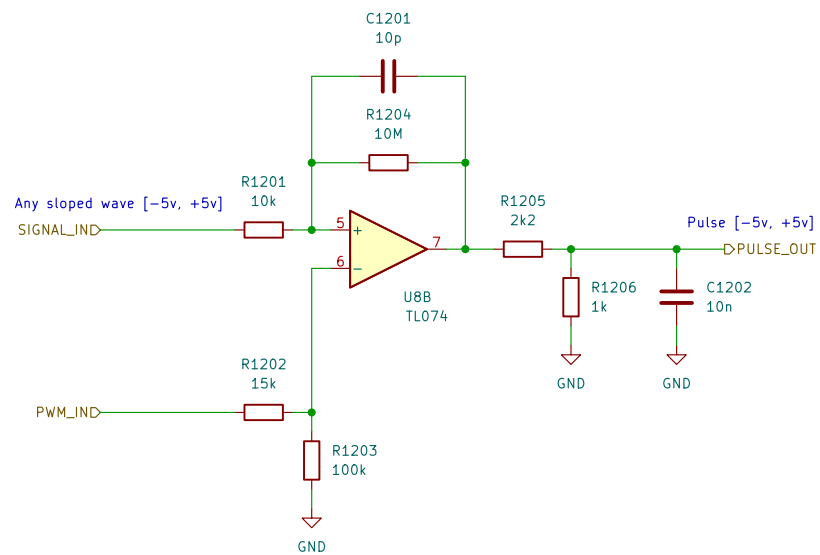 C1201
10p
R1204
10M
R1201
10k
Any sloped wave [-5v, +5v]
SIGNAL_IN
5
+
6
-
7
U8B
TL074
R1205
2k2
Pulse [-5v, +5v]
PULSE_OUT
R1206
1k
C1202
10n
GND
GND
R1202
15k
PWM_IN
R1203
100k
GND